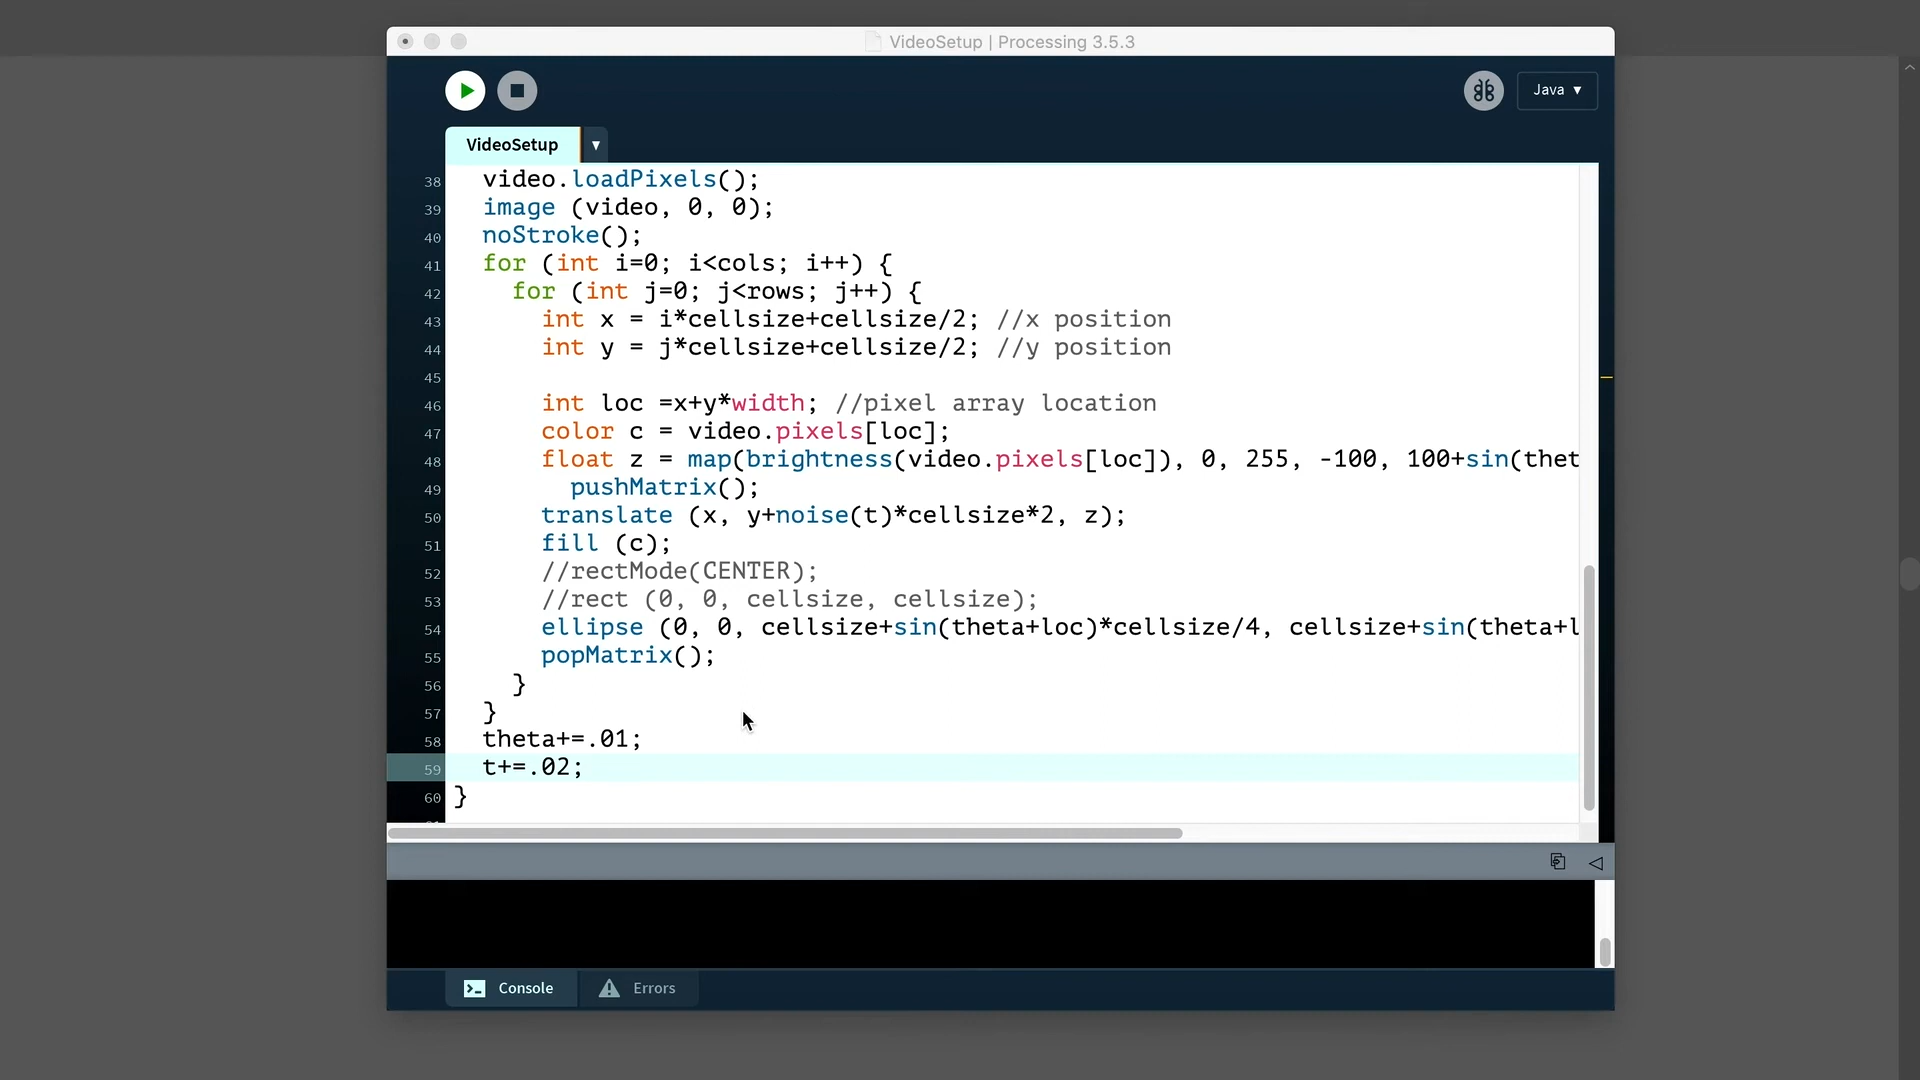 VideoSetup | Processing 3.5.3
Java ▼
VideoSetup ▼
38 video.loadPixels();
39 image (video, 0, 0);
40 noStroke();
41 for (int i=0; i<cols; i++) {
42 for (int j=0; j<rows; j++) {
43 int x = i*cellsize+cellsize/2; //x position
44 int y = j*cellsize+cellsize/2; //y position
45
46 int loc =x+y*width; //pixel array location
47 color c = video.pixels[loc];
48 float z = map(brightness(video.pixels[loc]), 0, 255, -100, 100+sin(thet
49 pushMatrix();
50 translate (x, y+noise(t)*cellsize*2, z);
51 fill (c);
52 //rectMode(CENTER);
53 //rect (0, 0, cellsize, cellsize);
54 ellipse (0, 0, cellsize+sin(theta+loc)*cellsize/4, cellsize+sin(theta+l
55 popMatrix();
56 }
57 }
58 theta+=.01;
59 t+=.02;
60 }
Console Errors